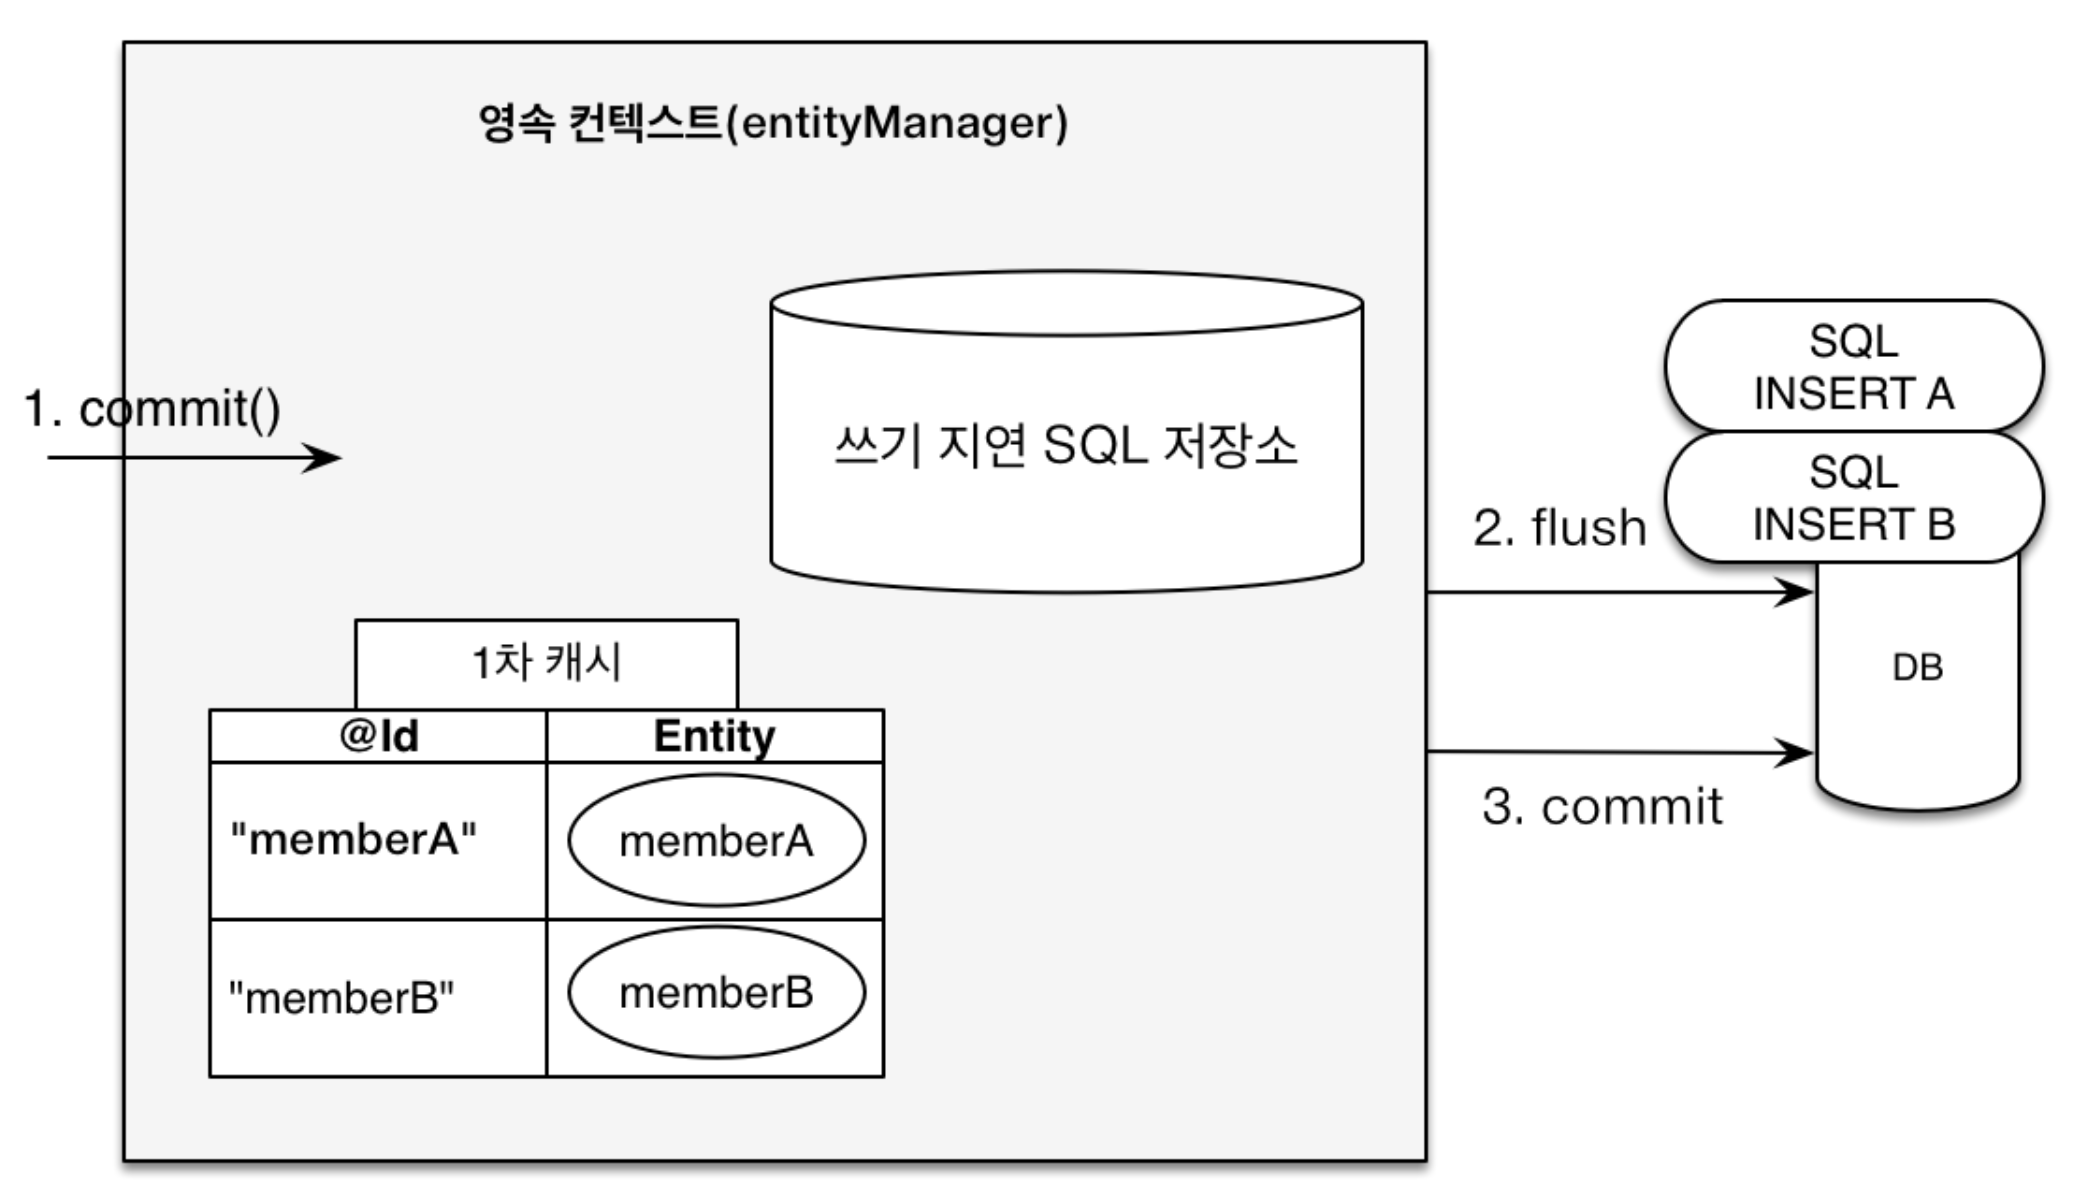 영속 컨텍스트(entityManager)
1. commit()
쓰기 지연 SQL 저장소
SQL
INSERT A
SQL
INSERT B
2. flush
DB
3. commit
1차 캐시
@Id Entity
"memberA" memberA
"memberB" memberB